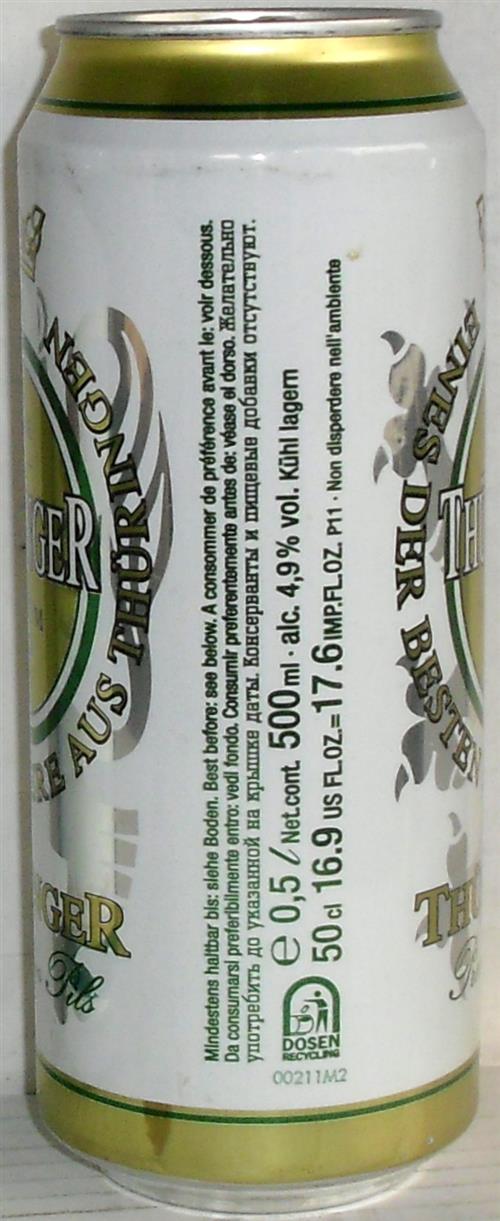 Mindestens haltbar bis: siehe Boden. Best before: see below. A consommer de préférence avant le: voir dessous.
Da consumarsi preferibilmente entro: vedi fondo. Consumir preferentemente antes de: véase el dorso. Желательно
употребить до указанной на крышке даты. Консерванты и пищевые добавки отсутствуют.
e 0,5 l / Net.cont. 500 ml · alc. 4,9% vol. Kühl lagern
50 cl 16.9 US FL.OZ.=17.6 IMP.FL.OZ. P11 · Non disperdere nell'ambiente
DOSEN
RECYCLING
00211M2
NGER
AUS THÜRINGEN
GER
Pils
EINES DER BESTEN
TH
TH